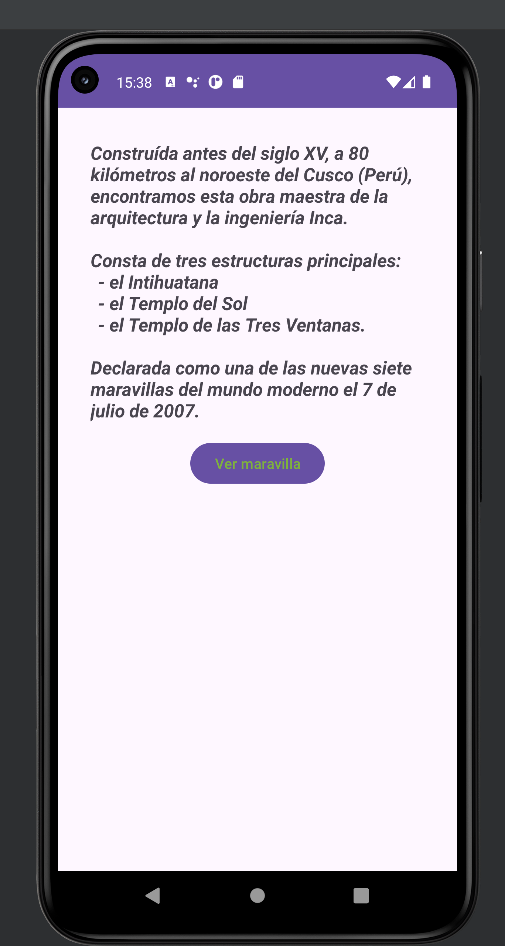 15:38
Construída antes del siglo XV, a 80
kilómetros al noroeste del Cusco (Perú),
encontramos esta obra maestra de la
arquitectura y la ingeniería Inca.
Consta de tres estructuras principales:
- el Intihuatana
- el Templo del Sol
- el Templo de las Tres Ventanas.
Declarada como una de las nuevas siete
maravillas del mundo moderno el 7 de
julio de 2007.
Ver maravilla